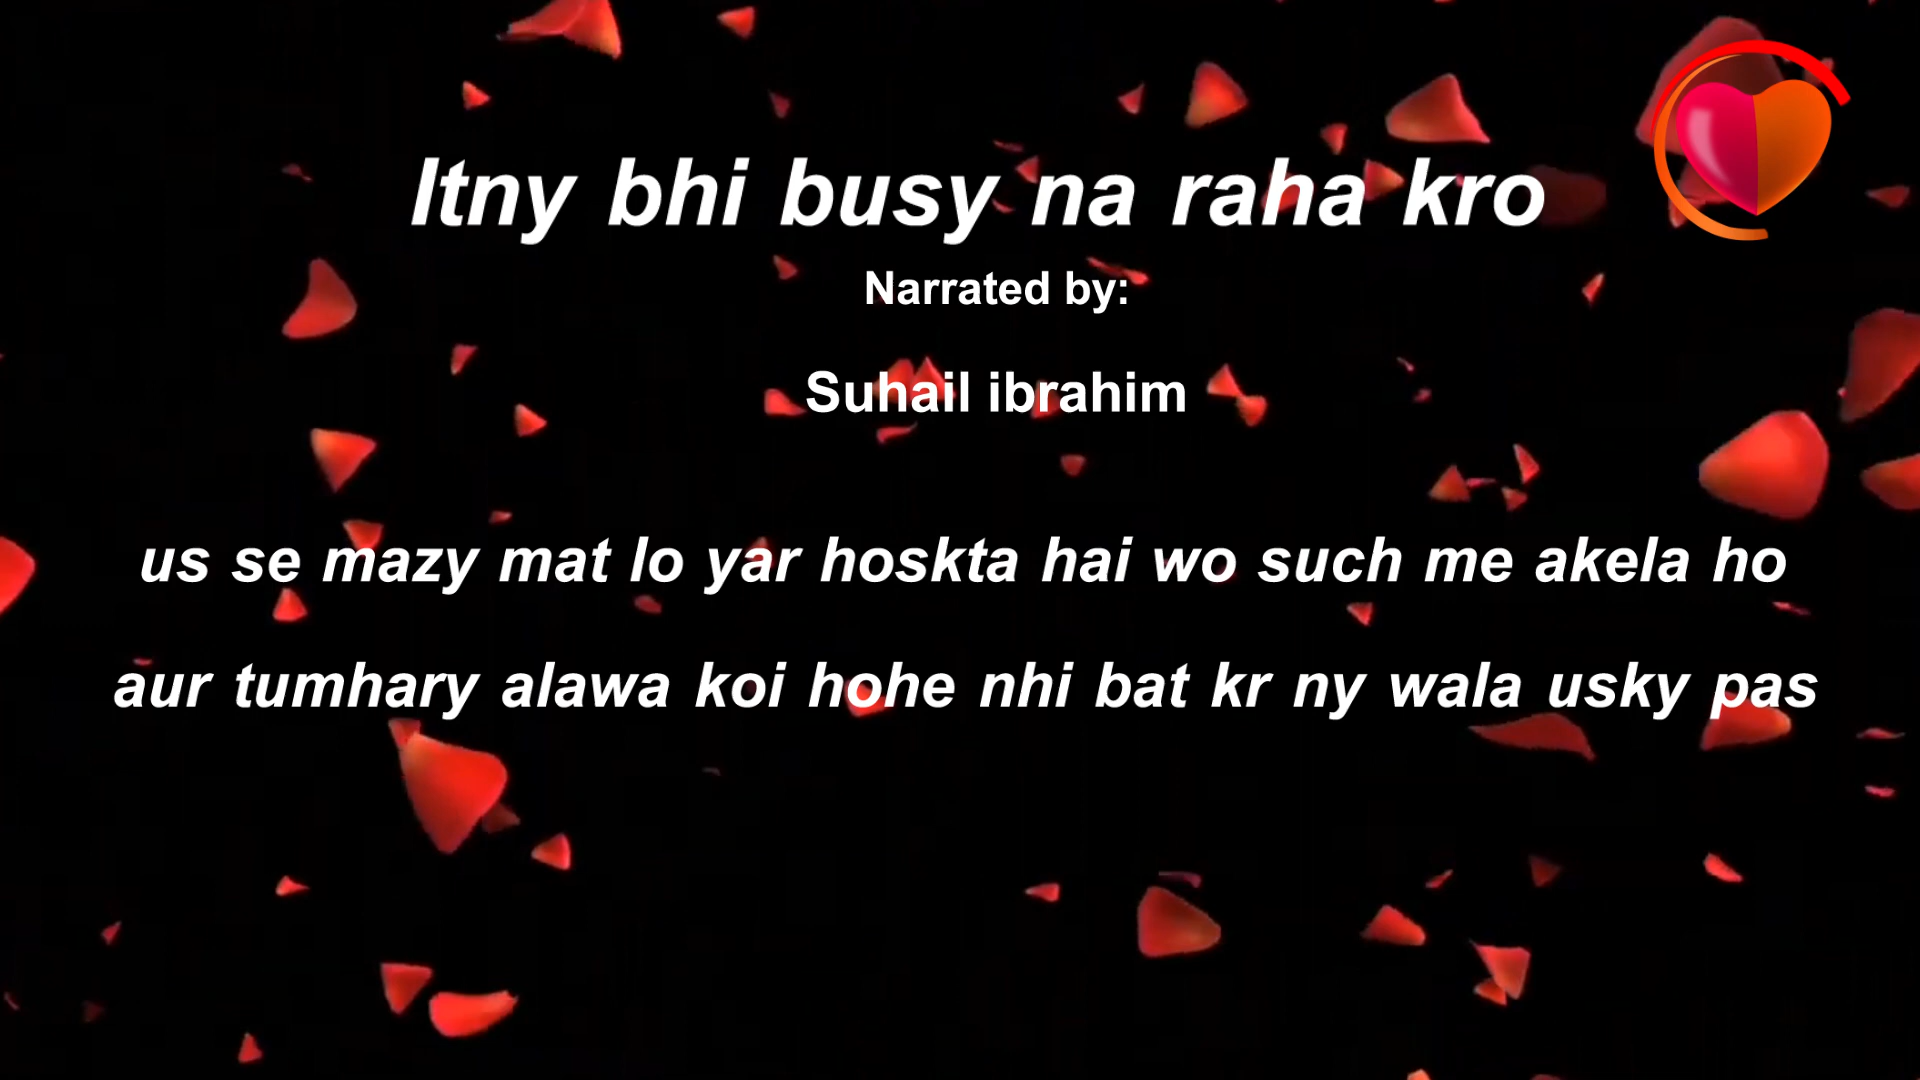 Itny bhi busy na raha kro
Narrated by:
Suhail ibrahim
us se mazy mat lo yar hoskta hai wo such me akela ho
aur tumhary alawa koi hohe nhi bat kr ny wala usky pas